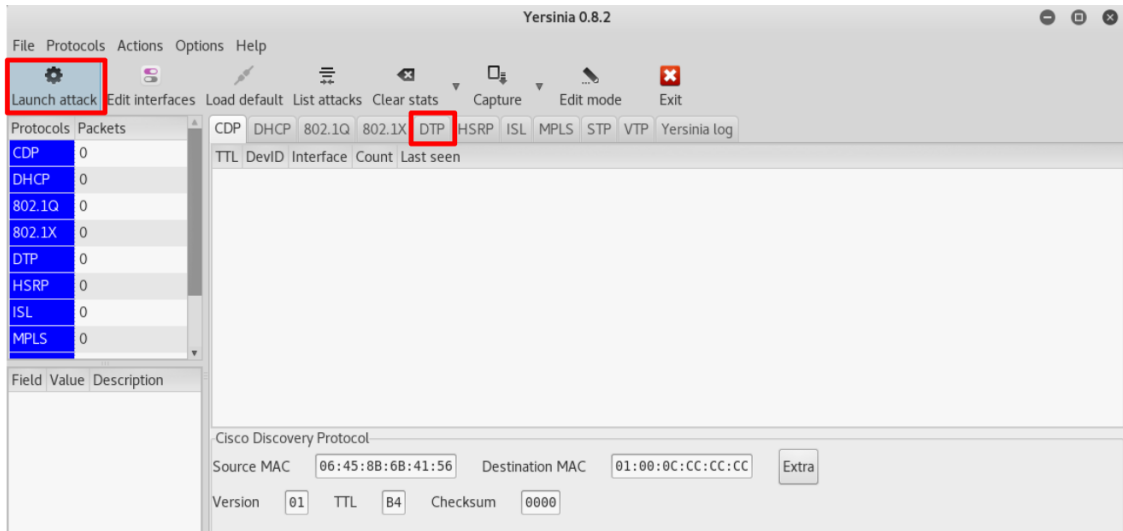 Yersinia 0.8.2
File Protocols Actions Options Help
Launch attack Edit interfaces Load default List attacks Clear stats Capture Edit mode Exit
Protocols Packets
CDP 0
DHCP 0
802.1Q 0
802.1X 0
DTP 0
HSRP 0
ISL 0
MPLS 0
Field Value Description
CDP DHCP 802.1Q 802.1X DTP HSRP ISL MPLS STP VTP Yersinia log
TTL DevID Interface Count Last seen
Cisco Discovery Protocol
Source MAC 06:45:8B:6B:41:56 Destination MAC 01:00:0C:CC:CC:CC Extra
Version 01 TTL B4 Checksum 0000